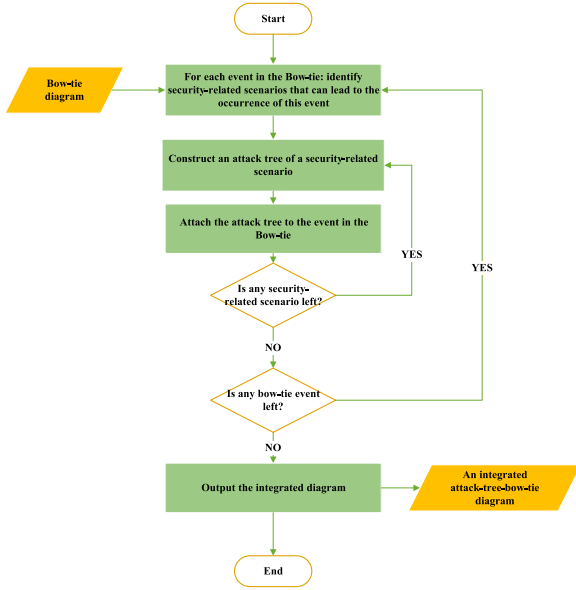 Start
Bow-tie
diagram
For each event in the Bow-tie: identify
security-related scenarios that can lead to the
occurrence of this event
Construct an attack tree of a security-related
scenario
Attach the attack tree to the event in the
Bow-tie
YES
YES
Is any security-
related scenario left?
NO
Is any bow-tie event
left?
NO
Output the integrated diagram
An integrated
attack-tree-bow-tie
diagram
End